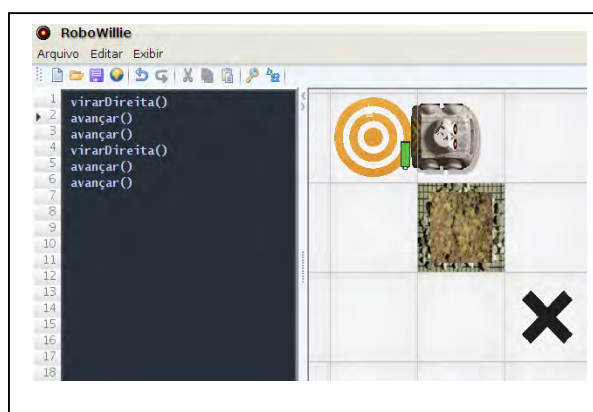 RoboWillie
Arquivo Editar Exibir
1 virarDireita()
2 avançar()
3 avançar()
4 virarDireita()
5 avançar()
6 avançar()
7
8
9
10
11
12
13
14
15
16
17
18